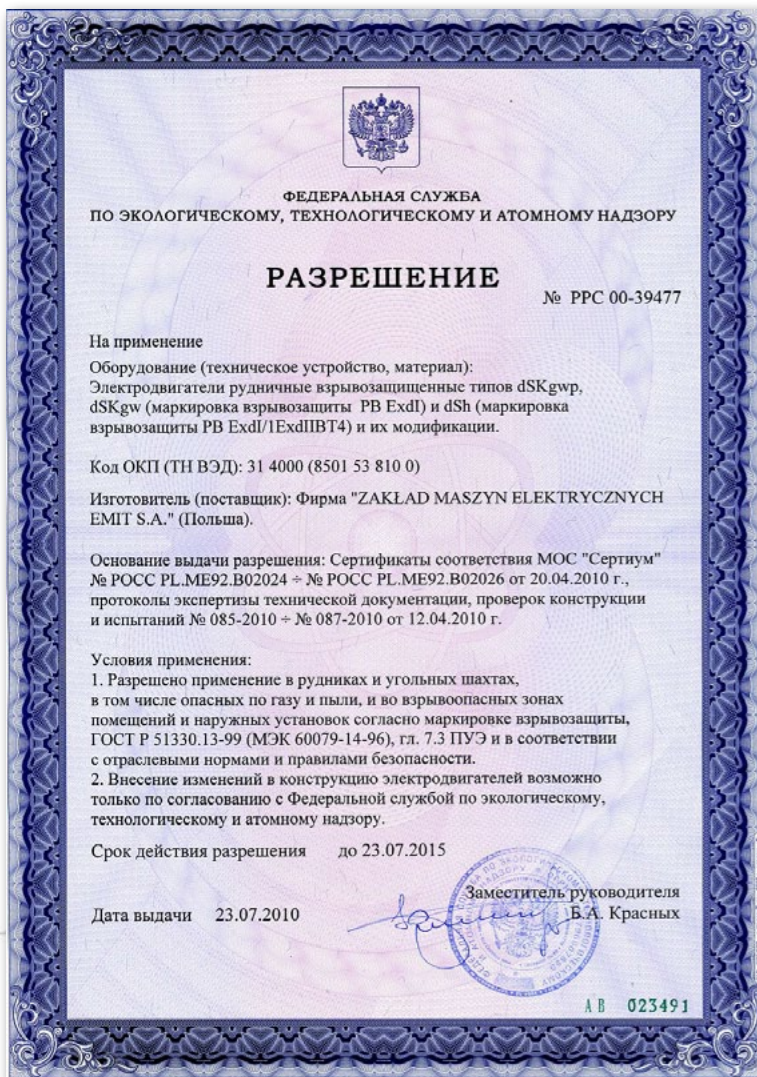 ФЕДЕРАЛЬНАЯ СЛУЖБА
ПО ЭКОЛОГИЧЕСКОМУ, ТЕХНОЛОГИЧЕСКОМУ И АТОМНОМУ НАДЗОРУ
РАЗРЕШЕНИЕ
№ РРС 00-39477
На применение
Оборудование (техническое устройство, материал):
Электродвигатели рудничные взрывозащищенные типов dSKgwp,
dSKgw (маркировка взрывозащиты РВ ExdI) и dSh (маркировка
взрывозащиты РВ ExdI/1ExdIIBT4) и их модификации.
Код ОКП (ТН ВЭД): 31 4000 (8501 53 810 0)
Изготовитель (поставщик): Фирма "ZAKŁAD MASZYN ELEKTRYCZNYCH
EMIT S.A." (Польша).
Основание выдачи разрешения: Сертификаты соответствия МОС "Сертиум"
№ РОСС PL.ME92.B02024 ÷ № РОСС PL.ME92.B02026 от 20.04.2010 г.,
протоколы экспертизы технической документации, проверок конструкции
и испытаний № 085-2010 ÷ № 087-2010 от 12.04.2010 г.
Условия применения:
1. Разрешено применение в рудниках и угольных шахтах,
в том числе опасных по газу и пыли, и во взрывоопасных зонах
помещений и наружных установок согласно маркировке взрывозащиты,
ГОСТ Р 51330.13-99 (МЭК 60079-14-96), гл. 7.3 ПУЭ и в соответствии
с отраслевыми нормами и правилами безопасности.
2. Внесение изменений в конструкцию электродвигателей возможно
только по согласованию с Федеральной службой по экологическому,
технологическому и атомному надзору.
Срок действия разрешения до 23.07.2015
Заместитель руководителя
Дата выдачи 23.07.2010 Б.А. Красных
АВ 023491